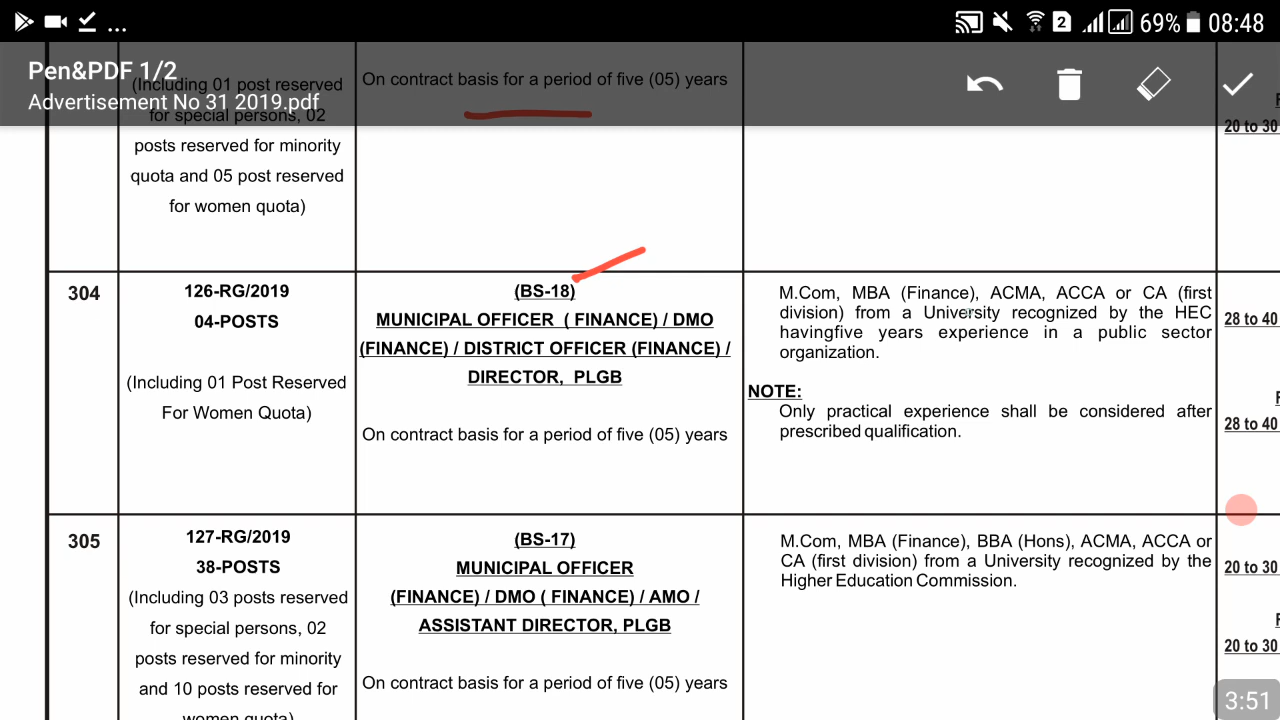 ... 2 69% 08:48
Pen&PDF 1/2
Advertisement No 31 2019.pdf
(Including 01 post reserved
for special persons, 02
posts reserved for minority
quota and 05 post reserved
for women quota)
On contract basis for a period of five (05) years
20 to 30
304
126-RG/2019
04-POSTS
(Including 01 Post Reserved
For Women Quota)
(BS-18)
MUNICIPAL OFFICER ( FINANCE) / DMO
(FINANCE) / DISTRICT OFFICER (FINANCE) /
DIRECTOR, PLGB
On contract basis for a period of five (05) years
M.Com, MBA (Finance), ACMA, ACCA or CA (first
division) from a University recognized by the HEC
havingfive years experience in a public sector
organization.
NOTE:
Only practical experience shall be considered after
prescribed qualification.
28 to 40
F
28 to 40
305
127-RG/2019
38-POSTS
(Including 03 posts reserved
for special persons, 02
posts reserved for minority
and 10 posts reserved for
women quota)
(BS-17)
MUNICIPAL OFFICER
(FINANCE) / DMO ( FINANCE) / AMO /
ASSISTANT DIRECTOR, PLGB
On contract basis for a period of five (05) years
M.Com, MBA (Finance), BBA (Hons), ACMA, ACCA or
CA (first division) from a University recognized by the
Higher Education Commission.
20 to 30
F
20 to 30
3:51